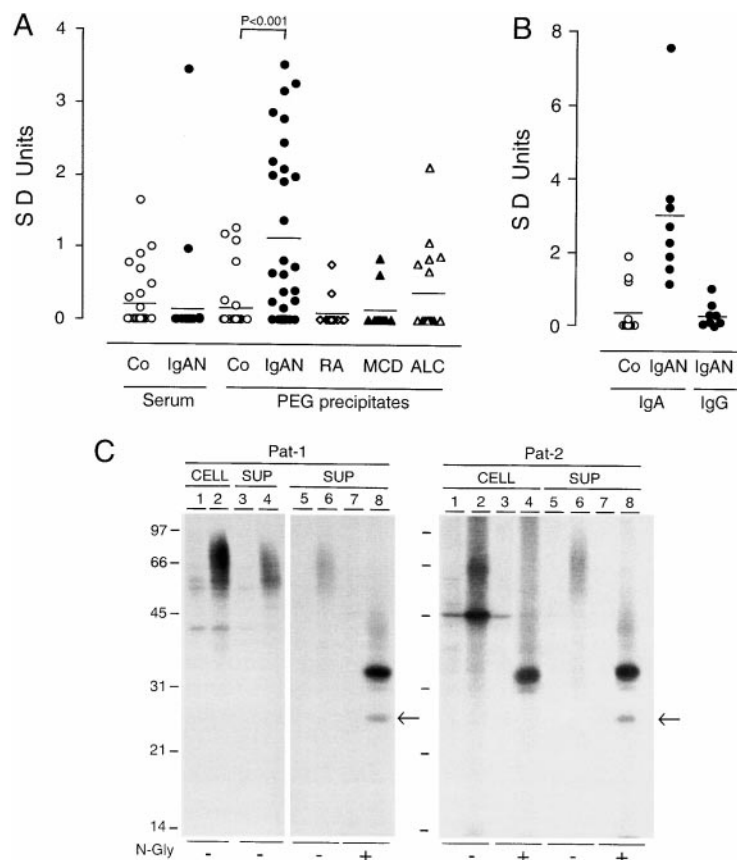 A
P<0.001
4
3
2
1
0
S D Units
Co IgAN Co IgAN RA MCD ALC
Serum PEG precipitates
B
8
6
4
2
0
S D Units
Co IgAN IgAN
IgA IgG
C
Pat-1
CELL SUP SUP
1 2 3 4 5 6 7 8
97
66
45
31
21
14
N-Gly - - - +
Pat-2
CELL SUP
1 2 3 4 5 6 7 8
- + - +